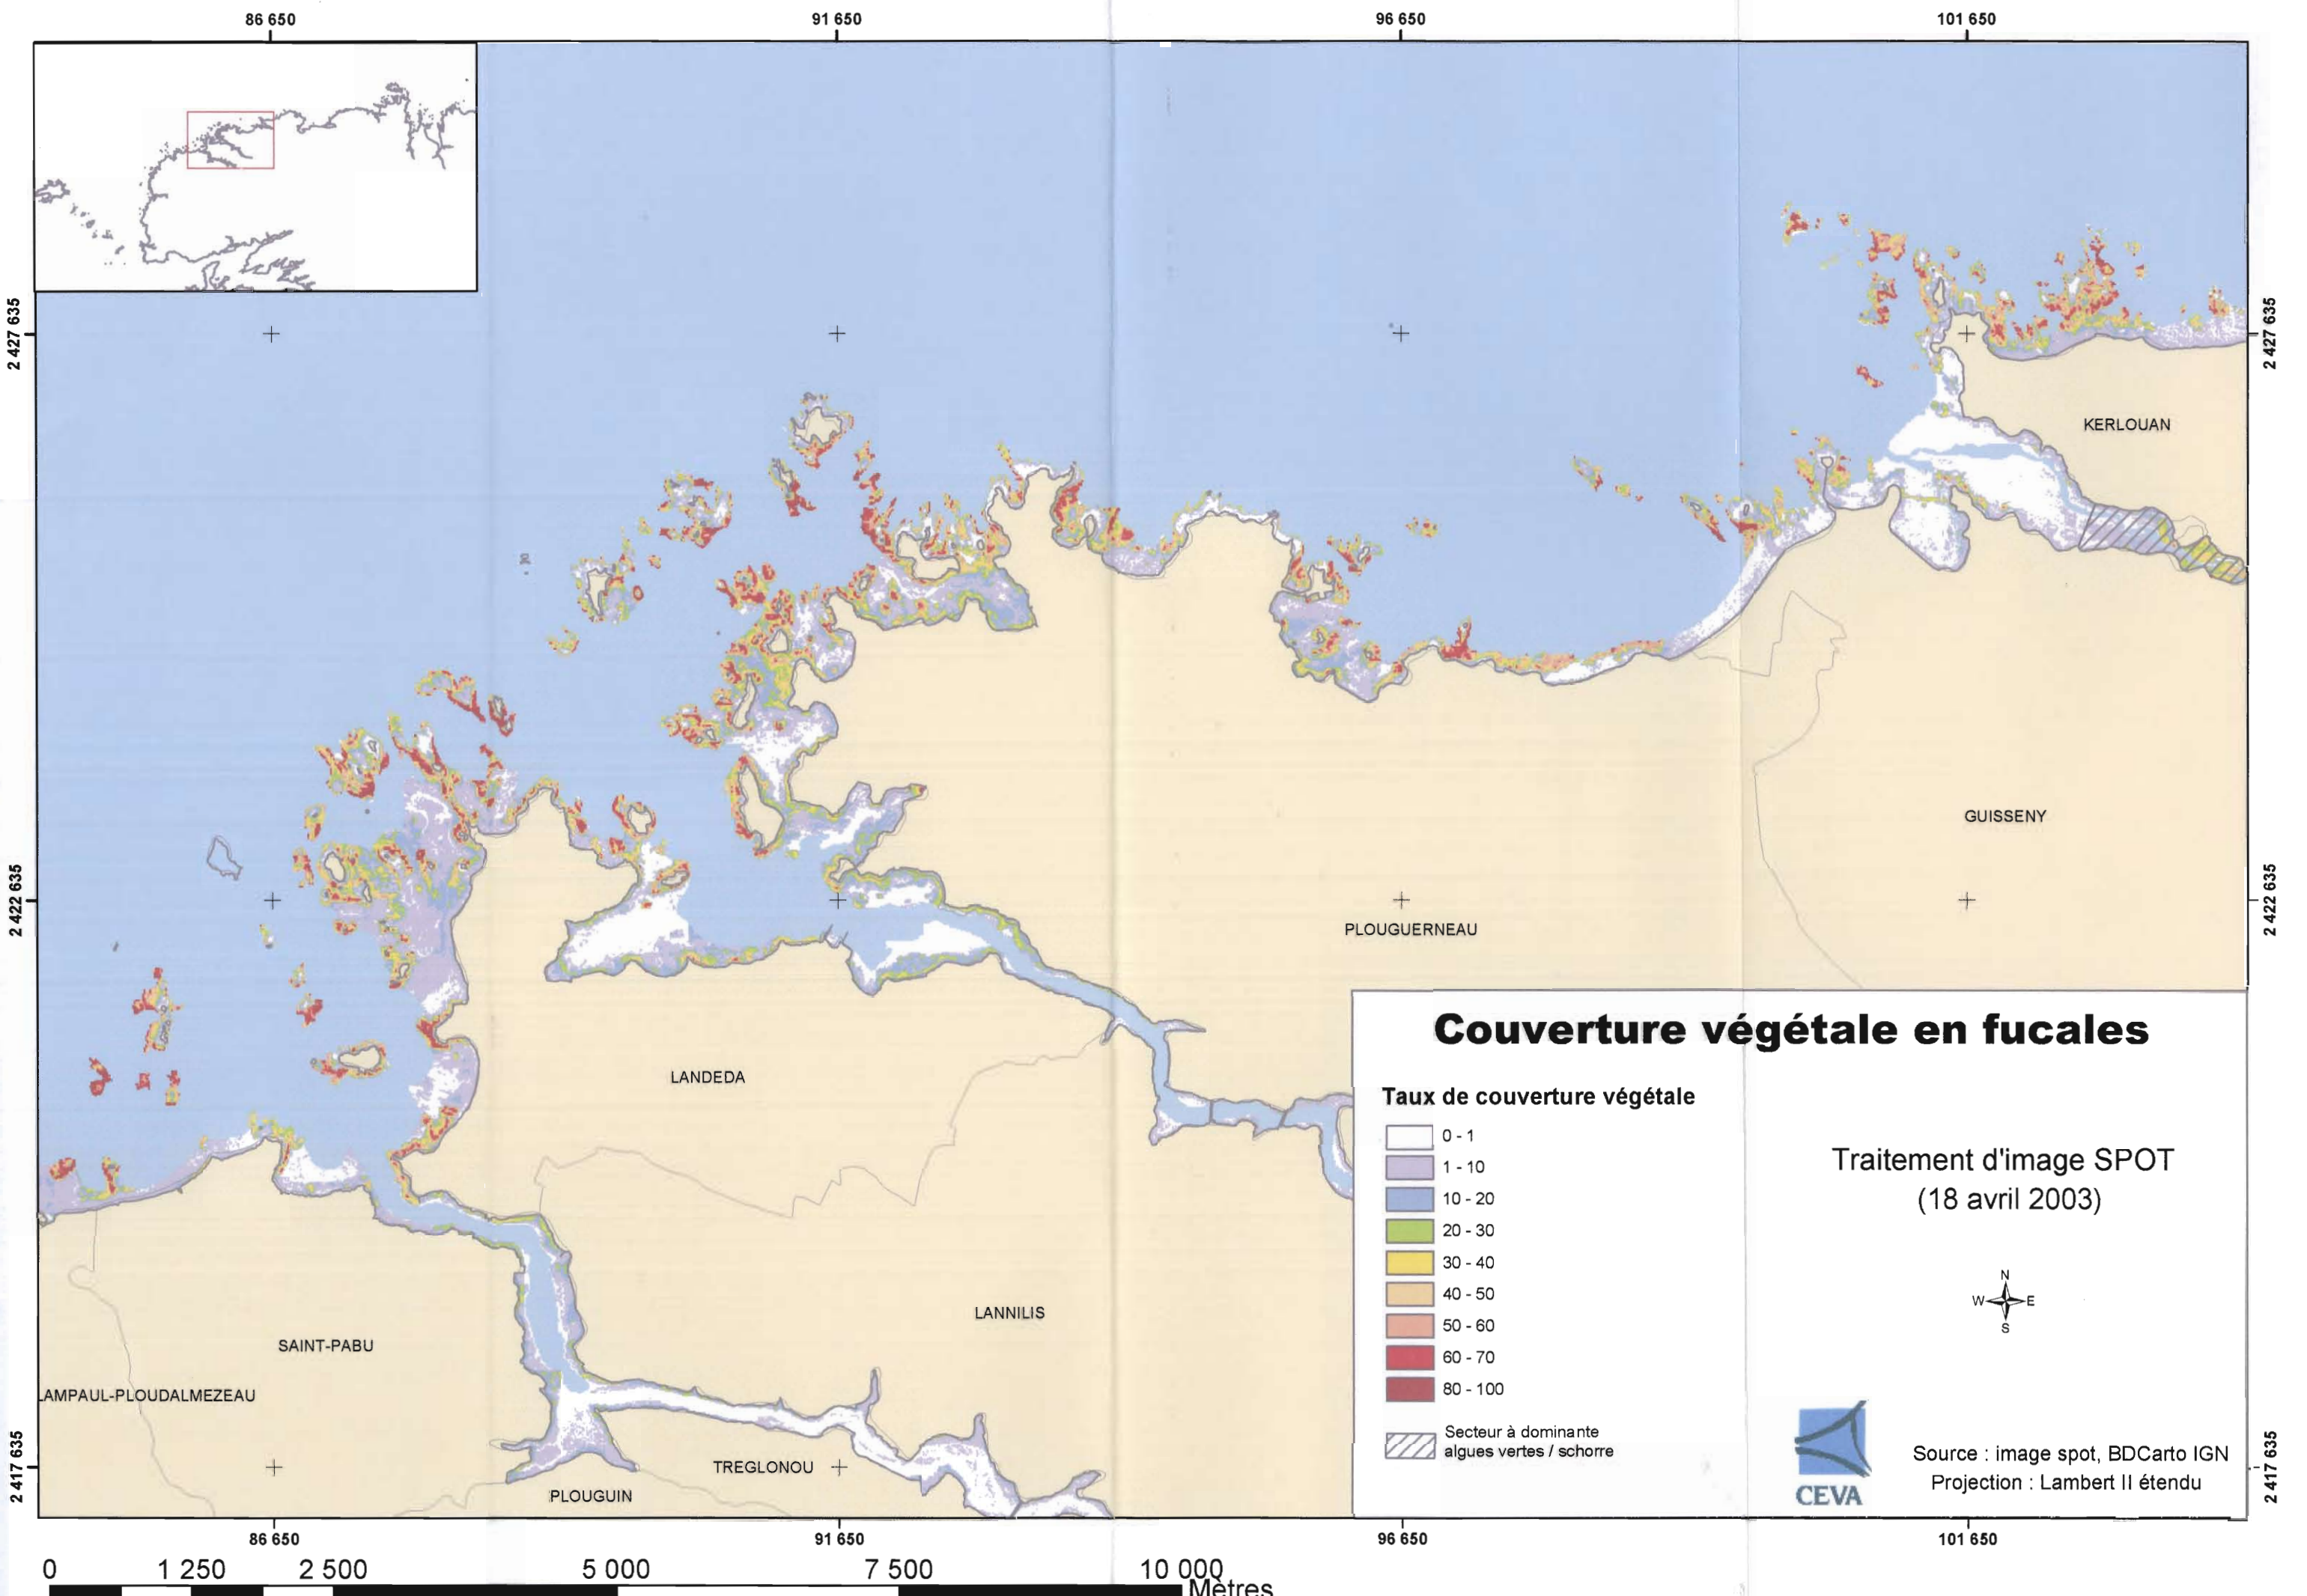 86 650 91 650 96 650 101 650
2 427 635 2 427 635
KERLOUAN
GUISSENY
2 422 635 2 422 635
PLOUGUERNEAU
LANDEDA
LANNILIS
SAINT-PABU
LAMPAUL-PLOUDALMEZEAU
TREGLONOU
PLOUGUIN
2 417 635 2 417 635
Couverture végétale en fucales
Taux de couverture végétale
0 - 1
1 - 10
10 - 20
20 - 30
30 - 40
40 - 50
50 - 60
60 - 70
80 - 100
Secteur à dominante
algues vertes / schorre
Traitement d'image SPOT
(18 avril 2003)
N
W E
S
CEVA
Source : image spot, BDCarto IGN
Projection : Lambert II étendu
86 650 91 650 96 650 101 650
0 1 250 2 500 5 000 7 500 10 000
Mètres